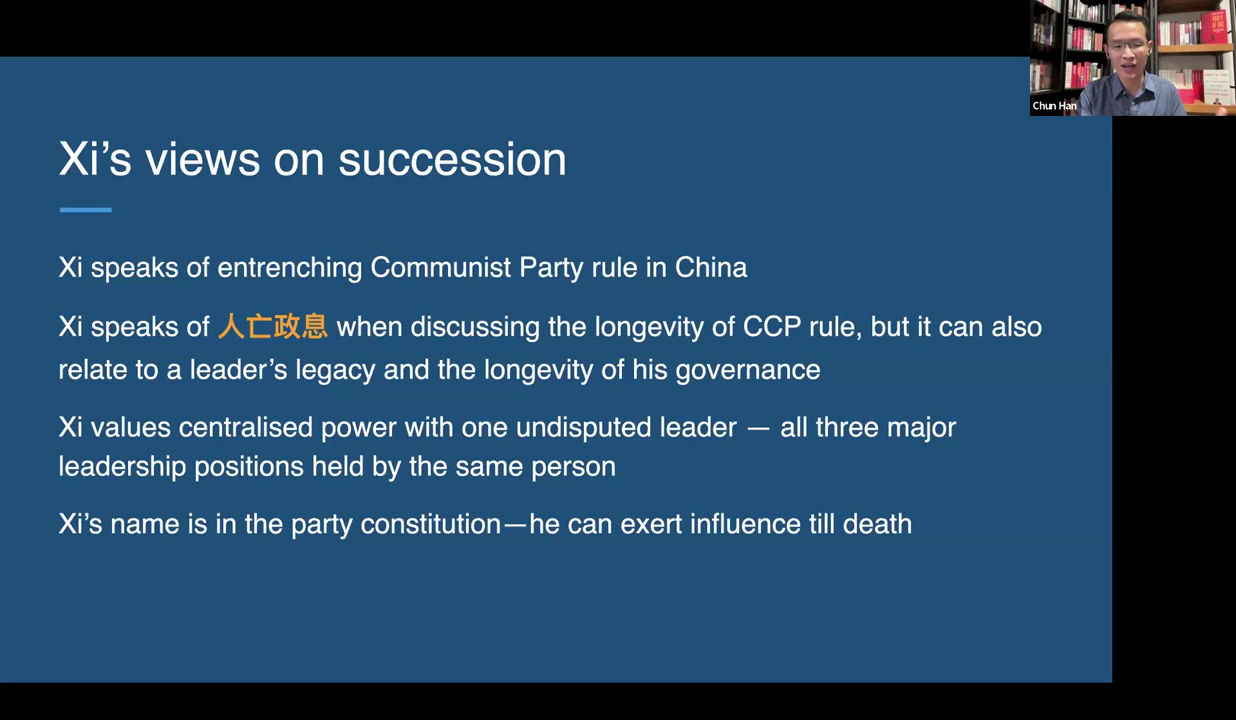 Chun Han
Xi's views on succession
Xi speaks of entrenching Communist Party rule in China
Xi speaks of 人亡政息 when discussing the longevity of CCP rule, but it can also
relate to a leader's legacy and the longevity of his governance
Xi values centralised power with one undisputed leader — all three major
leadership positions held by the same person
Xi's name is in the party constitution—he can exert influence till death